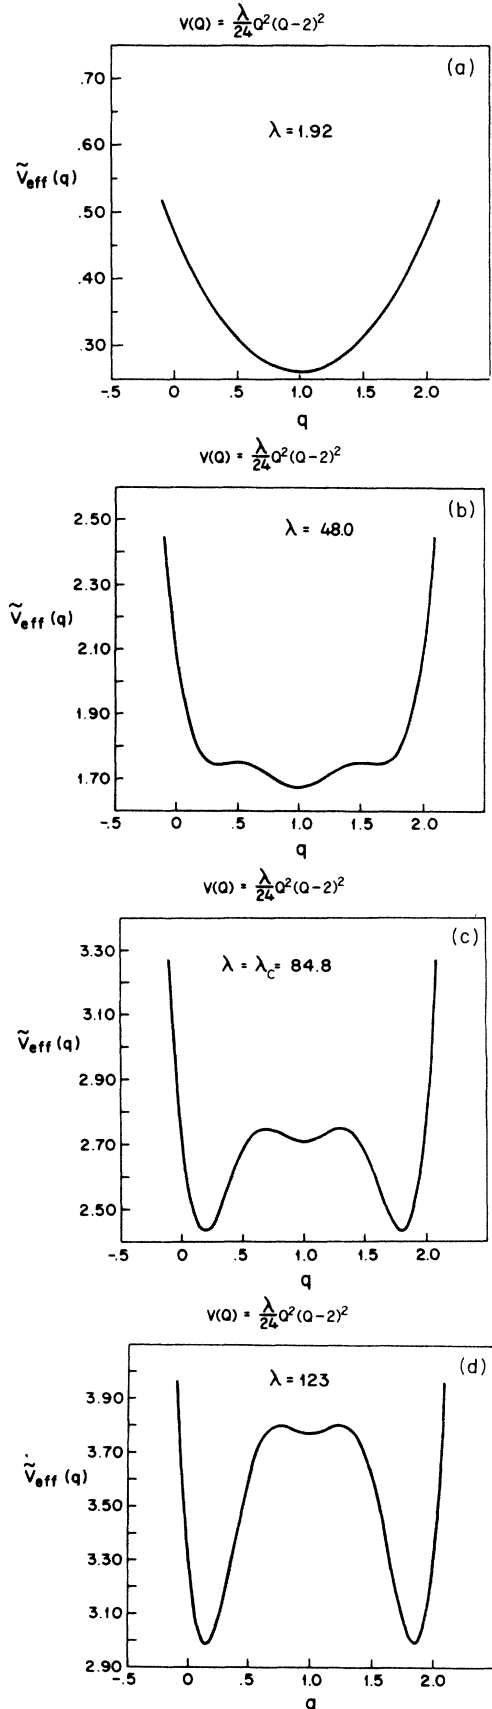 V(Q) = λ/24 Q²(Q-2)²
(a)
.70
λ = 1.92
.60
Ṽeff(q)
.50
.40
.30
-.5 0 .5 1.0 1.5 2.0
q
V(Q) = λ/24 Q²(Q-2)²
(b)
2.50
λ = 48.0
2.30
Ṽeff(q)
2.10
1.90
1.70
-.5 0 .5 1.0 1.5 2.0
q
V(Q) = λ/24 Q²(Q-2)²
(c)
3.30
λ = λc = 84.8
3.10
Ṽeff(q)
2.90
2.70
2.50
-.5 0 .5 1.0 1.5 2.0
q
V(Q) = λ/24 Q²(Q-2)²
(d)
λ = 123
3.90
3.70
Ṽeff(q)
3.50
3.30
3.10
2.90
-.5 0 .5 1.0 1.5 2.0
q